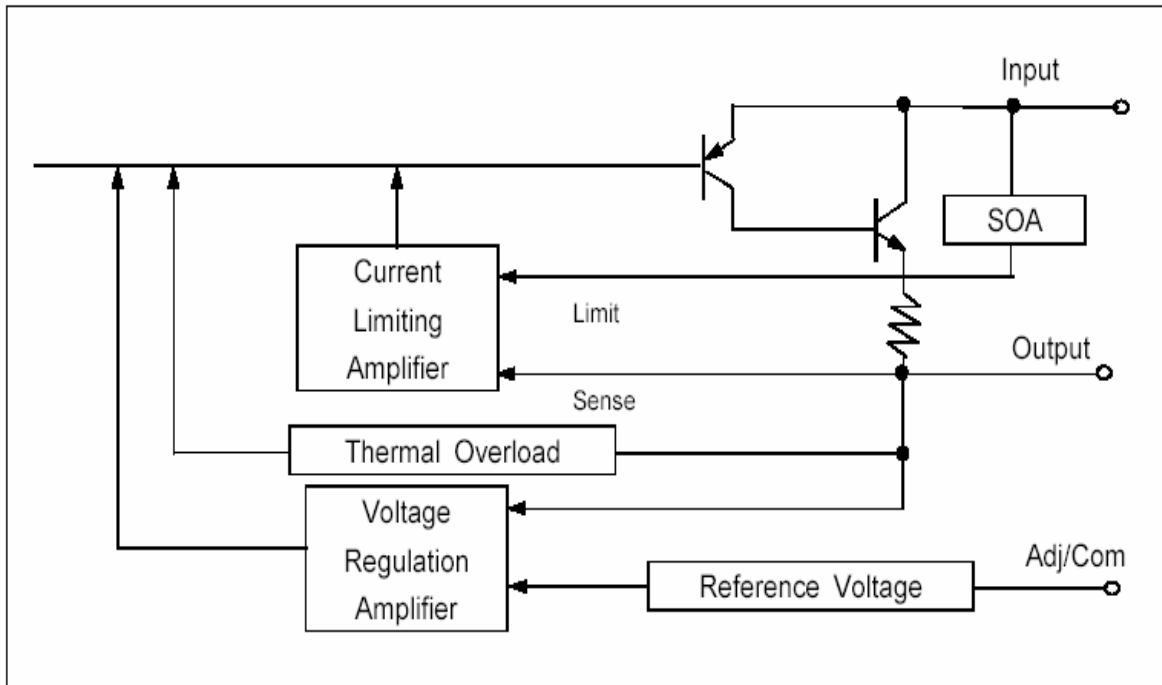 Input
SOA
Current
Limiting
Amplifier
Limit
Output
Sense
Thermal Overload
Voltage
Regulation
Amplifier
Adj/Com
Reference Voltage